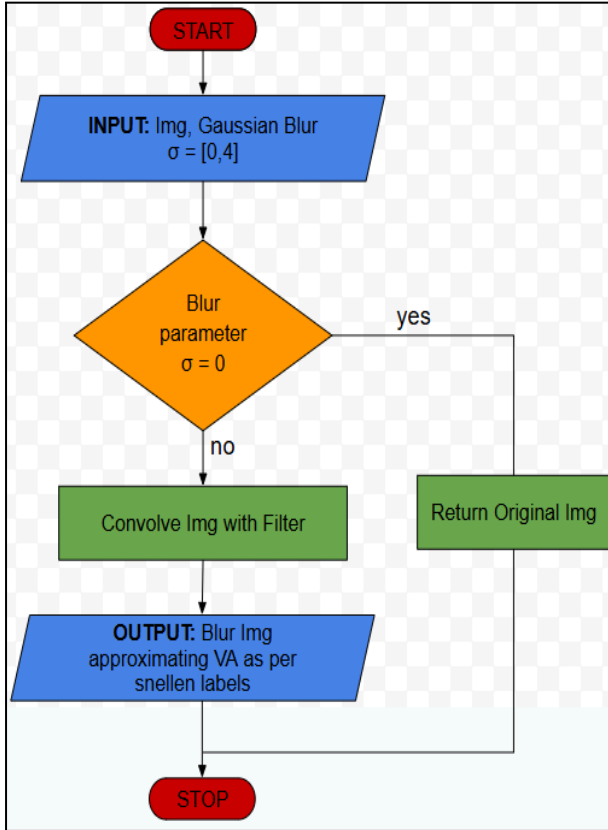 START
INPUT: Img, Gaussian Blur
σ = [0,4]
Blur
parameter
σ = 0
yes
no
Convolve Img with Filter
Return Original Img
OUTPUT: Blur Img
approximating VA as per
snellen labels
STOP